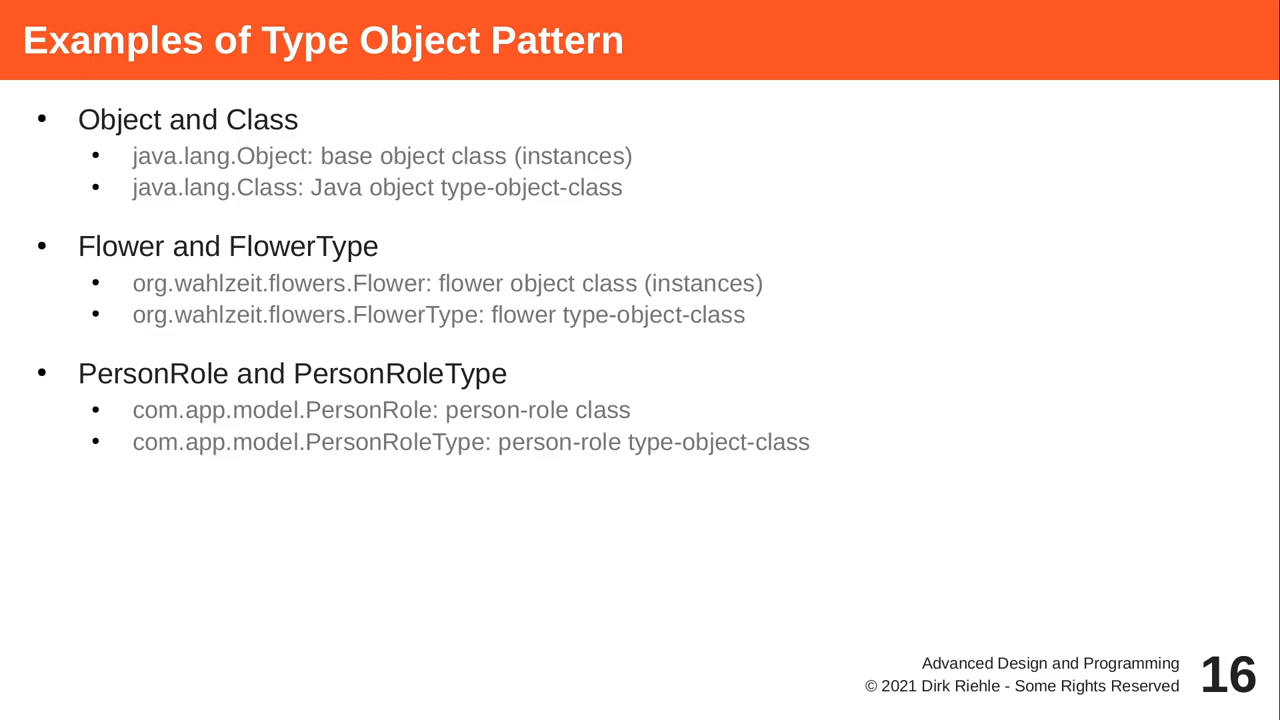 Examples of Type Object Pattern
• Object and Class
• java.lang.Object: base object class (instances)
• java.lang.Class: Java object type-object-class
• Flower and FlowerType
• org.wahlzeit.flowers.Flower: flower object class (instances)
• org.wahlzeit.flowers.FlowerType: flower type-object-class
• PersonRole and PersonRoleType
• com.app.model.PersonRole: person-role class
• com.app.model.PersonRoleType: person-role type-object-class
Advanced Design and Programming
© 2021 Dirk Riehle - Some Rights Reserved
16